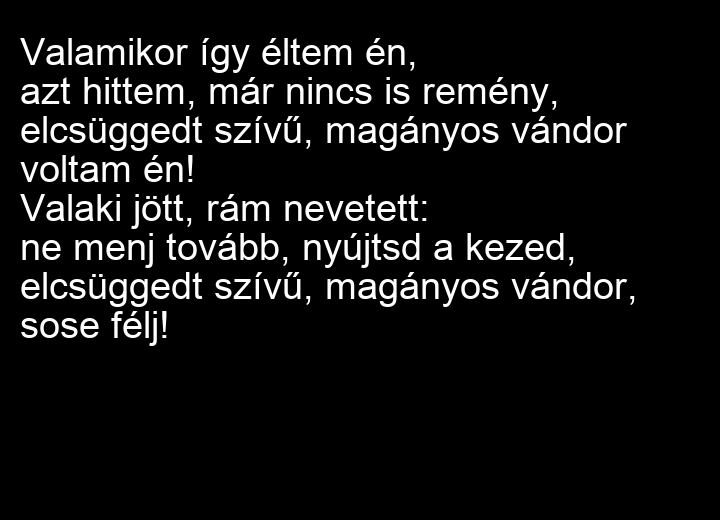 Valamikor így éltem én,
azt hittem, már nincs is remény,
elcsüggedt szívű, magányos vándor
voltam én!
Valaki jött, rám nevetett:
ne menj tovább, nyújtsd a kezed,
elcsüggedt szívű, magányos vándor,
sose félj!